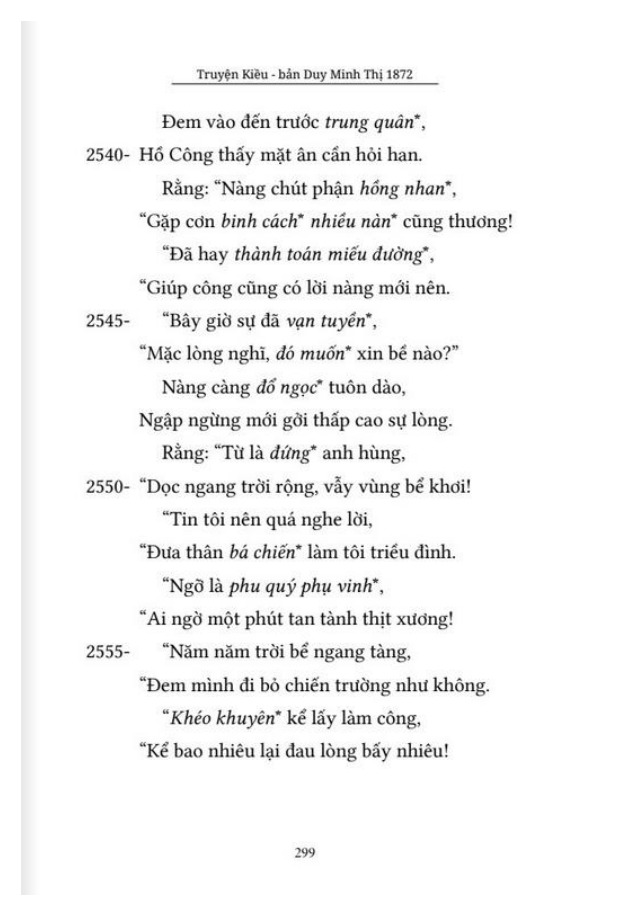 Truyện Kiều - bản Duy Minh Thị 1872
Đem vào đến trước trung quân*,
2540- Hồ Công thấy mặt ân cần hỏi han.
Rằng: “Nàng chút phận hồng nhan*,
“Gặp cơn binh cách* nhiều nàn* cũng thương!
“Đã hay thành toán miếu đường*,
“Giúp công cũng có lời nàng mới nên.
2545- “Bây giờ sự đã vạn tuyền*,
“Mặc lòng nghĩ, đó muốn* xin bề nào?”
Nàng càng đổ ngọc* tuôn dào,
Ngập ngừng mới gởi thấp cao sự lòng.
Rằng: “Từ là đứng* anh hùng,
2550- “Dọc ngang trời rộng, vẫy vùng bể khơi!
“Tin tôi nên quá nghe lời,
“Đưa thân bá chiến* làm tôi triều đình.
“Ngỡ là phu quý phụ vinh*,
“Ai ngờ một phút tan tành thịt xương!
2555- “Năm năm trời bể ngang tàng,
“Đem mình đi bỏ chiến trường như không.
“Khéo khuyên* kể lấy làm công,
“Kể bao nhiêu lại đau lòng bấy nhiêu!
299